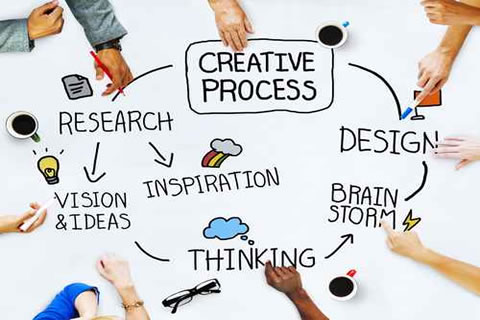 CREATIVE
PROCESS
RESEARCH
DESIGN
INSPIRATION
VISION
& IDEAS
BRAIN
STORM
THINKING